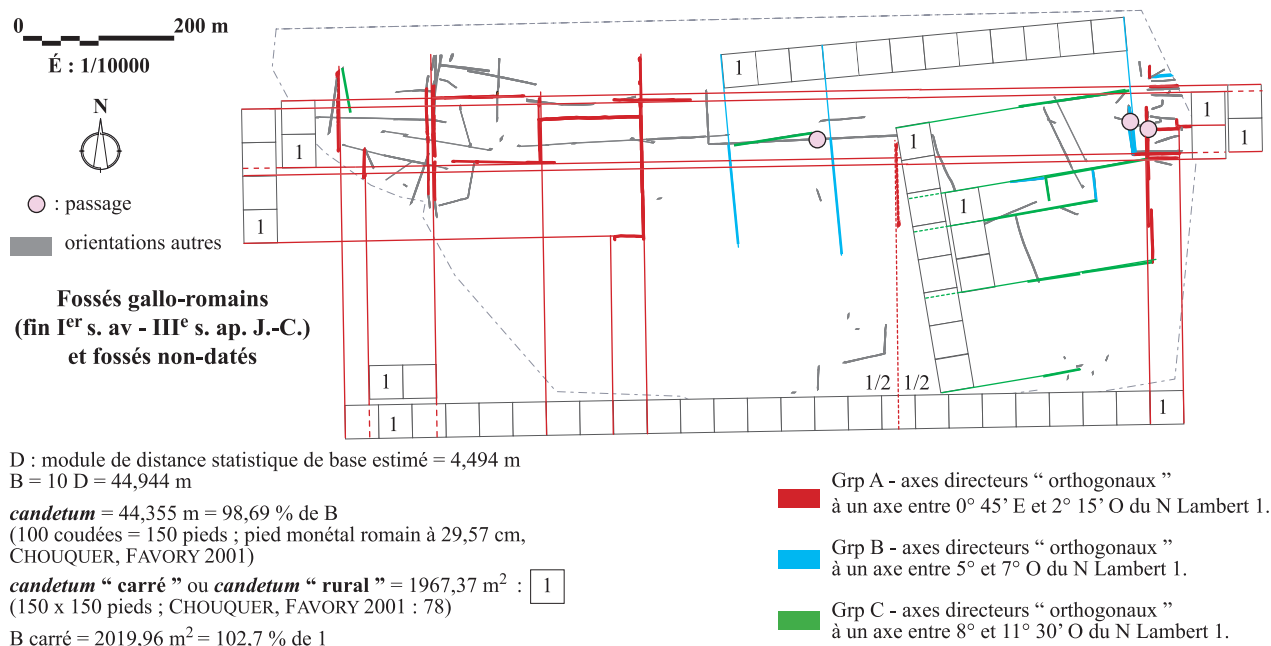 0 200 m
É : 1/10000
N
: passage
orientations autres
Fossés gallo-romains
(fin Ier s. av - IIIe s. ap. J.-C.)
et fossés non-datés
1
1
1
1
1
1
1
1
1
1
1/2 1/2
D : module de distance statistique de base estimé = 4,494 m
B = 10 D = 44,944 m
candetum = 44,355 m = 98,69 % de B
(100 coudées = 150 pieds ; pied monétal romain à 29,57 cm,
CHOUQUER, FAVORY 2001)
candetum “ carré ” ou candetum “ rural ” = 1967,37 m2 : 1
(150 x 150 pieds ; CHOUQUER, FAVORY 2001 : 78)
B carré = 2019,96 m2 = 102,7 % de 1
Grp A - axes directeurs “ orthogonaux ”
à un axe entre 0° 45’ E et 2° 15’ O du N Lambert 1.
Grp B - axes directeurs “ orthogonaux ”
à un axe entre 5° et 7° O du N Lambert 1.
Grp C - axes directeurs “ orthogonaux ”
à un axe entre 8° et 11° 30’ O du N Lambert 1.